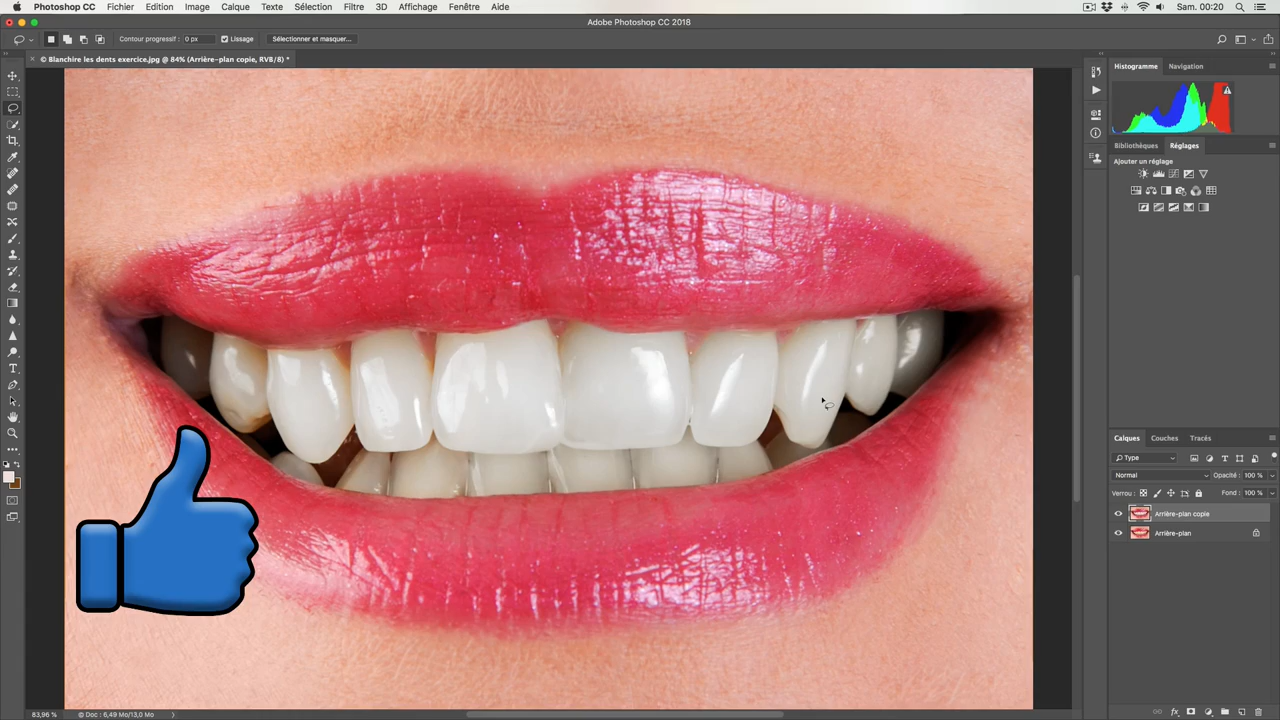 Photoshop CC Fichier Edition Image Calque Texte Sélection Filtre 3D Affichage Fenêtre Aide Sam. 00:20
Adobe Photoshop CC 2018
Contour progressif : 0 px Lissage Sélectionner et masquer...
© Blanchire les dents exercice.jpg @ 84% (Arrière-plan copie, RVB/8) *
Histogramme Navigation
Bibliothèques Réglages
Ajouter un réglage
Calques Couches Tracés
Type
Normal Opacité : 100 %
Verrou : Fond : 100 %
Arrière-plan copie
Arrière-plan
83,96 % Doc : 6,49 Mo/13,0 Mo